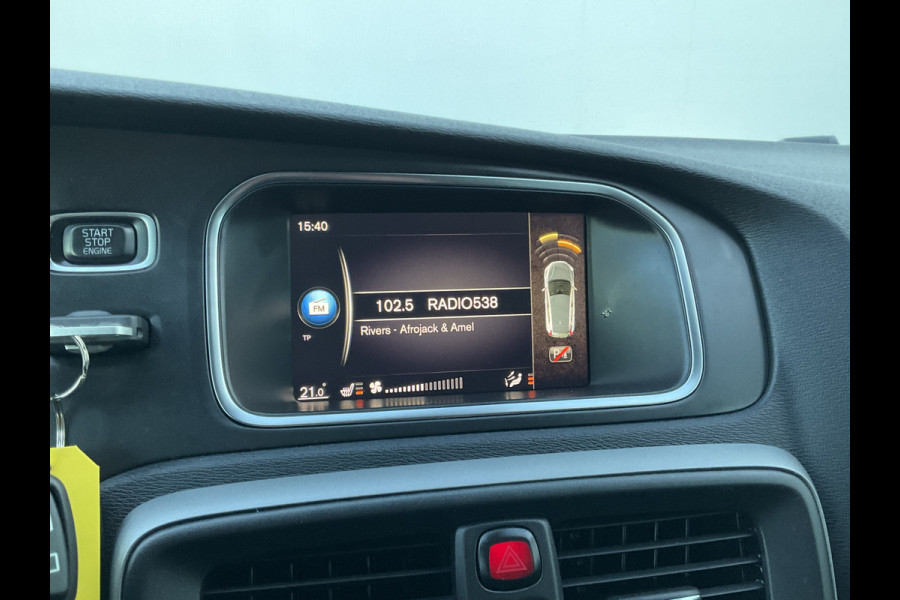 START
STOP
ENGINE
15:40
FM
TP
102.5 RADIO538
Rivers - Afrojack & Amel
21.0°